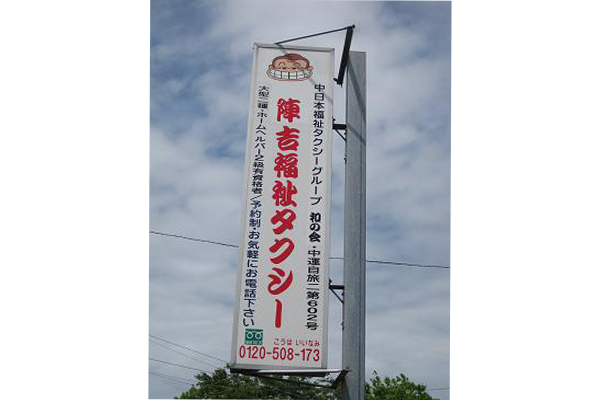 中日本福祉タクシーグループ 和の会・中運自旅二第602号
陣吉福祉タクシー
大型二種・ホームヘルパー2級有資格者/予約制・お気軽にお電話下さい
こうは いいなみ
0120-508-173